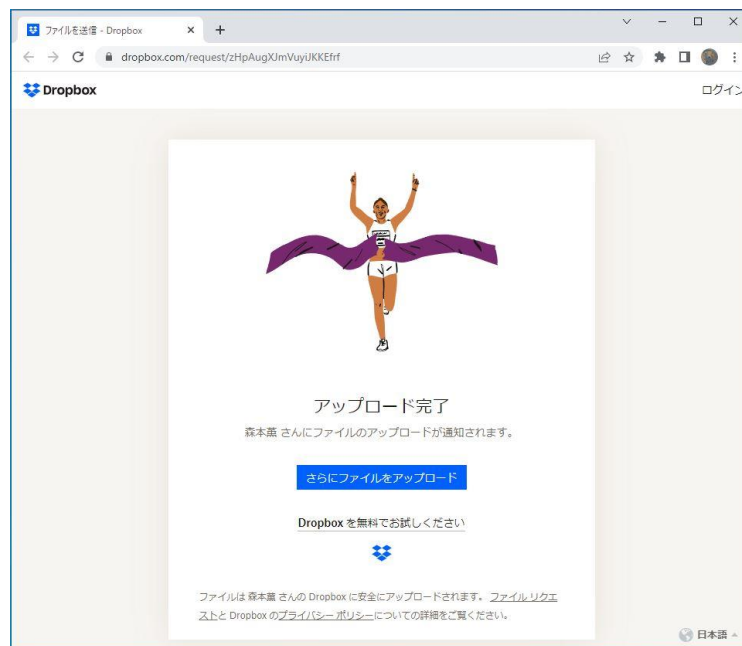 ファイルを送信 - Dropbox
dropbox.com/request/zHpAugXJmVuyiJKKEfrf
Dropbox
ログイン
アップロード完了
森本薫 さんにファイルのアップロードが通知されます。
さらにファイルをアップロード
Dropbox を無料でお試しください
ファイルは 森本薫 さんの Dropbox に安全にアップロードされます。 ファイル リクエ
ストと Dropbox のプライバシー ポリシーについての詳細をご覧ください。
日本語